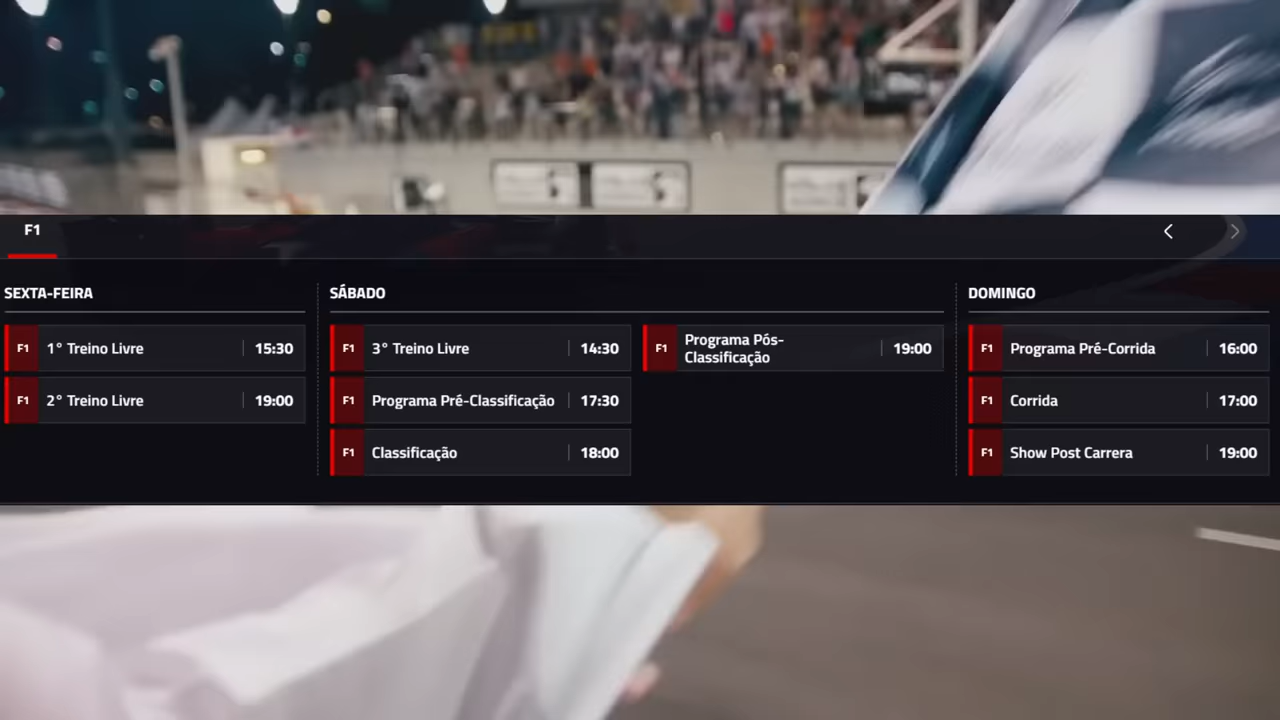 F1
SEXTA-FEIRA
F1 1° Treino Livre 15:30
F1 2° Treino Livre 19:00
SÁBADO
F1 3° Treino Livre 14:30
F1 Programa Pré-Classificação 17:30
F1 Classificação 18:00
F1 Programa Pós-
Classificação 19:00
DOMINGO
F1 Programa Pré-Corrida 16:00
F1 Corrida 17:00
F1 Show Post Carrera 19:00